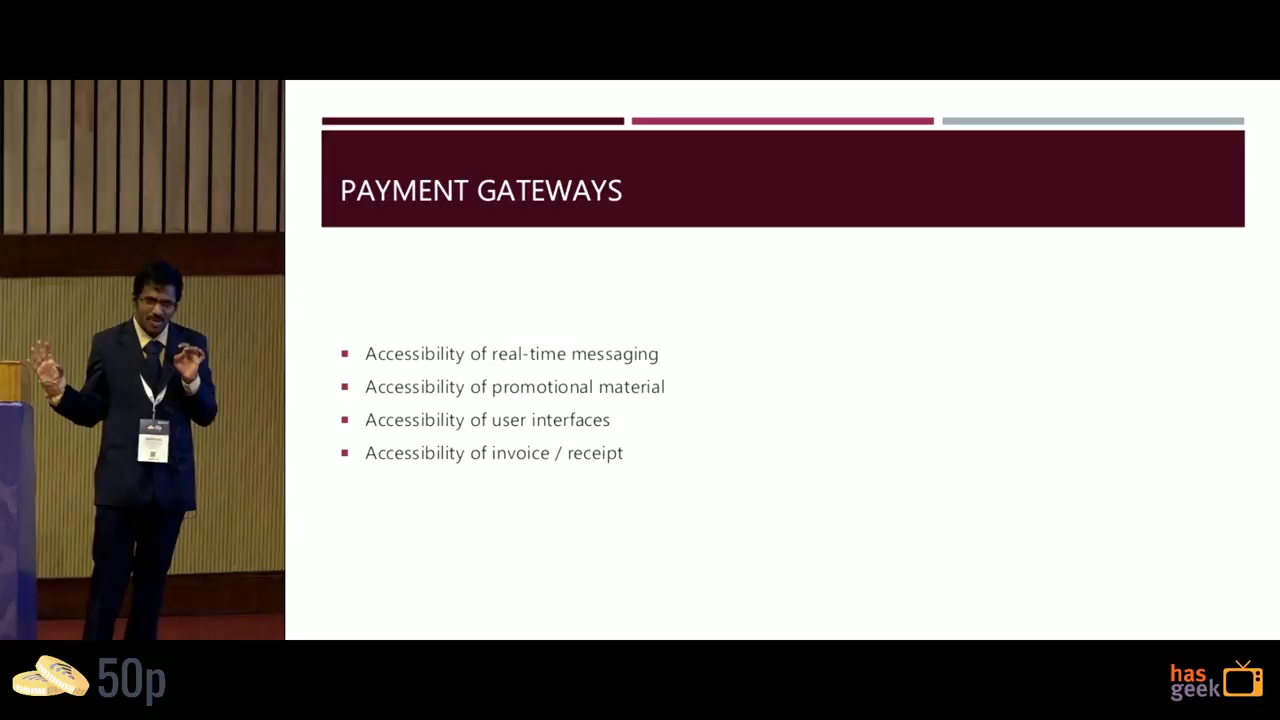 PAYMENT GATEWAYS
Accessibility of real-time messaging
Accessibility of promotional material
Accessibility of user interfaces
Accessibility of invoice / receipt
50p
has
geek